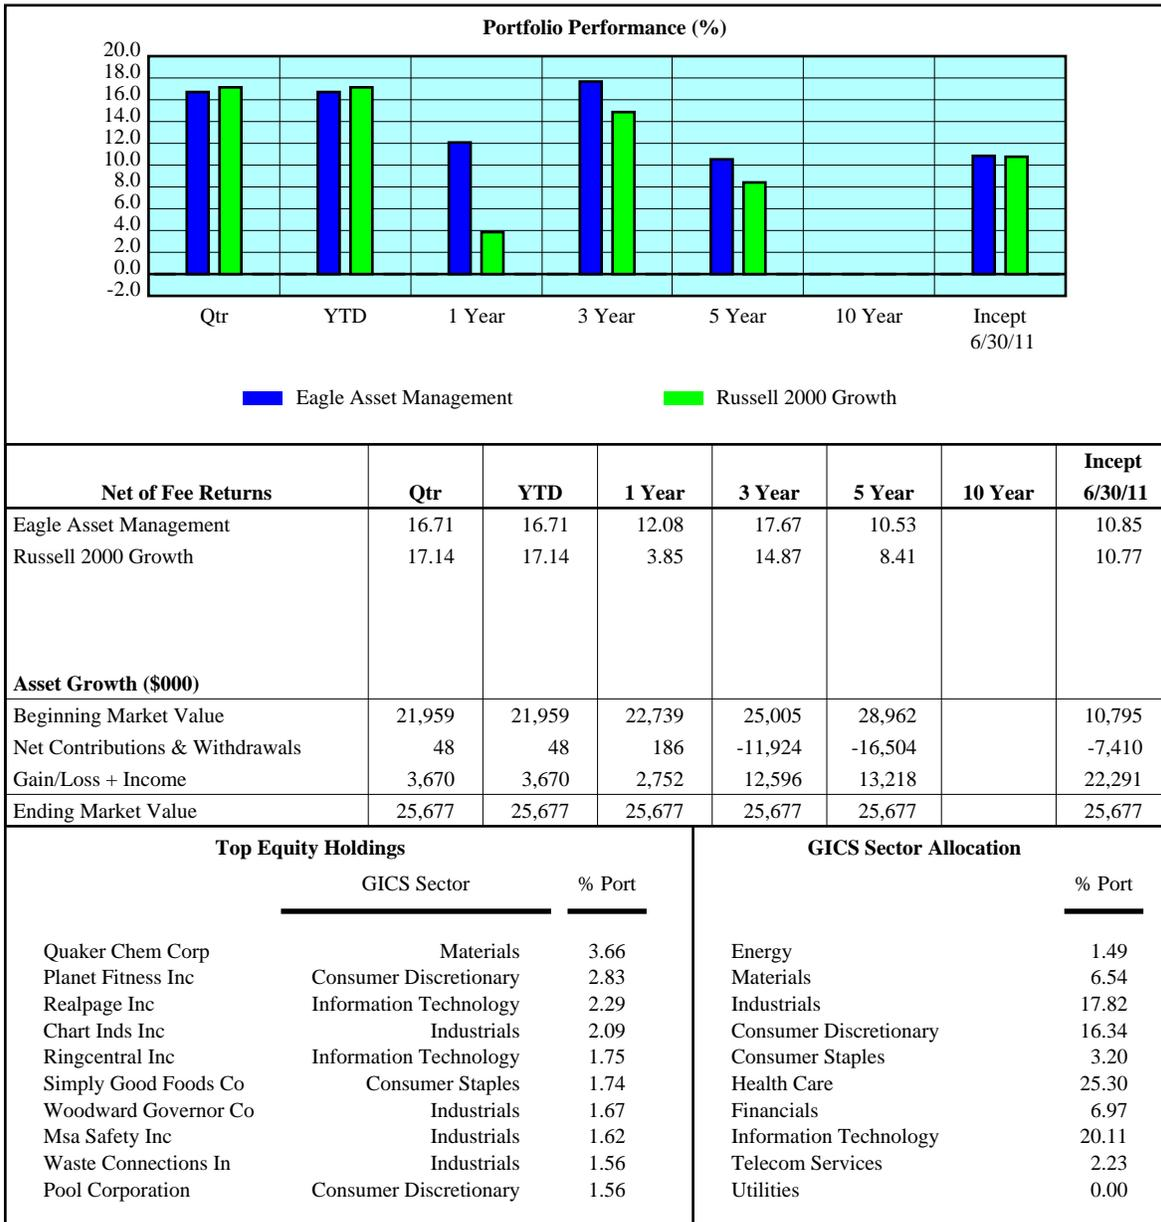 Portfolio Performance (%)
20.0
18.0
16.0
14.0
12.0
10.0
8.0
6.0
4.0
2.0
0.0
-2.0
Qtr YTD 1 Year 3 Year 5 Year 10 Year Incept
6/30/11
Eagle Asset Management Russell 2000 Growth
Incept
Net of Fee Returns Qtr YTD 1 Year 3 Year 5 Year 10 Year 6/30/11
Eagle Asset Management 16.71 16.71 12.08 17.67 10.53 10.85
Russell 2000 Growth 17.14 17.14 3.85 14.87 8.41 10.77
Asset Growth ($000)
Beginning Market Value 21,959 21,959 22,739 25,005 28,962 10,795
Net Contributions & Withdrawals 48 48 186 -11,924 -16,504 -7,410
Gain/Loss + Income 3,670 3,670 2,752 12,596 13,218 22,291
Ending Market Value 25,677 25,677 25,677 25,677 25,677 25,677
Top Equity Holdings
GICS Sector % Port
Quaker Chem Corp Materials 3.66
Planet Fitness Inc Consumer Discretionary 2.83
Realpage Inc Information Technology 2.29
Chart Inds Inc Industrials 2.09
Ringcentral Inc Information Technology 1.75
Simply Good Foods Co Consumer Staples 1.74
Woodward Governor Co Industrials 1.67
Msa Safety Inc Industrials 1.62
Waste Connections In Industrials 1.56
Pool Corporation Consumer Discretionary 1.56
GICS Sector Allocation
% Port
Energy 1.49
Materials 6.54
Industrials 17.82
Consumer Discretionary 16.34
Consumer Staples 3.20
Health Care 25.30
Financials 6.97
Information Technology 20.11
Telecom Services 2.23
Utilities 0.00